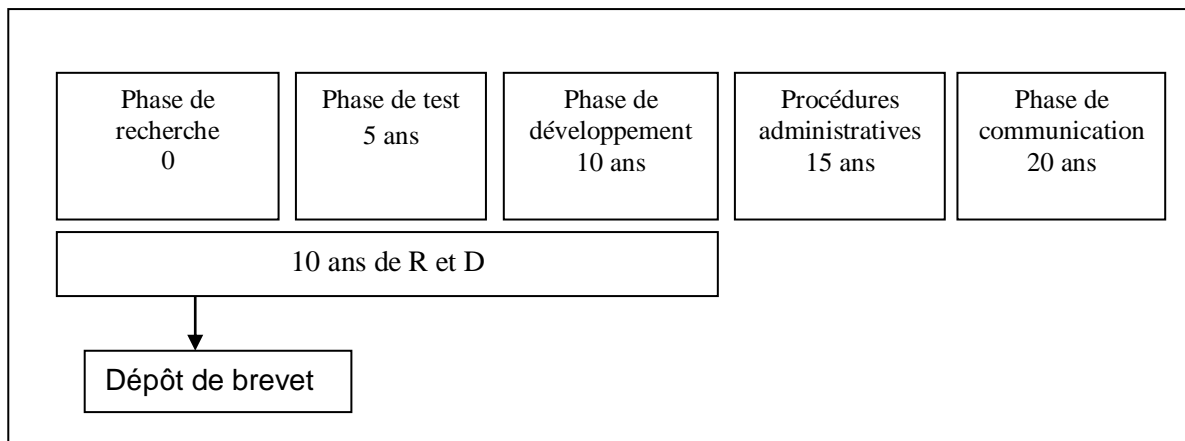 Phase de
recherche
0
Phase de test
5 ans
Phase de
développement
10 ans
Procédures
administratives
15 ans
Phase de
communication
20 ans
10 ans de R et D
Dépôt de brevet